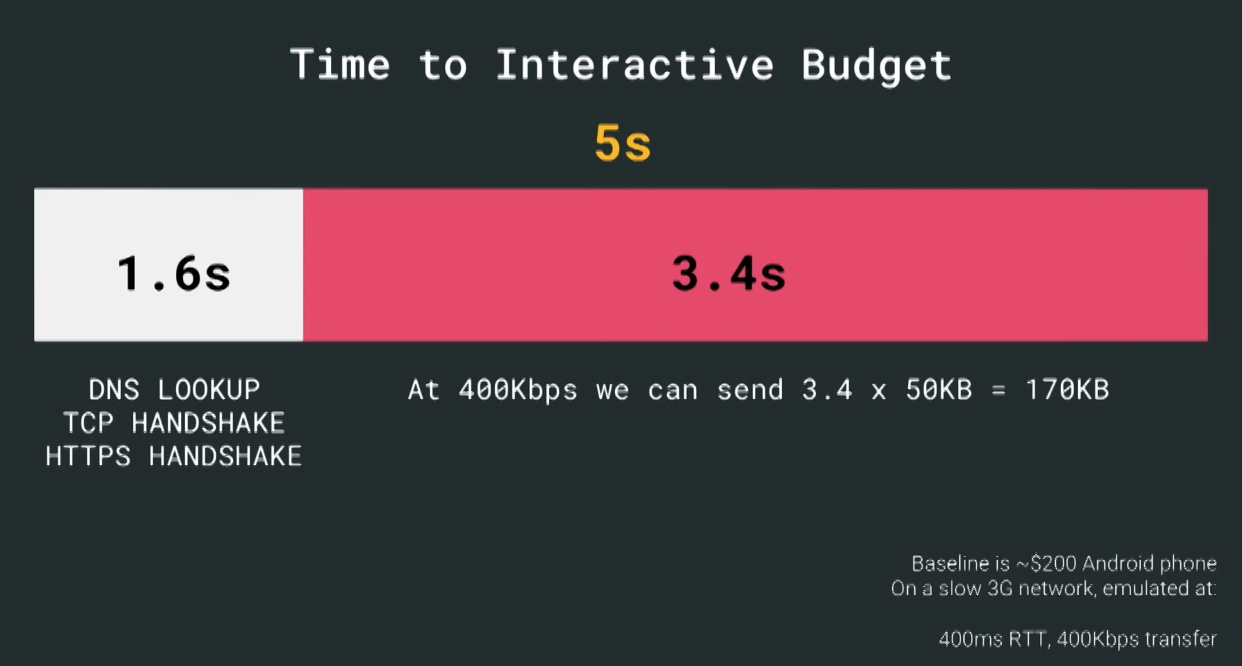 Time to Interactive Budget
5s
1.6s
3.4s
DNS LOOKUP
TCP HANDSHAKE
HTTPS HANDSHAKE
At 400Kbps we can send 3.4 x 50KB = 170KB
Baseline is ~$200 Android phone
On a slow 3G network, emulated at:
400ms RTT, 400Kbps transfer